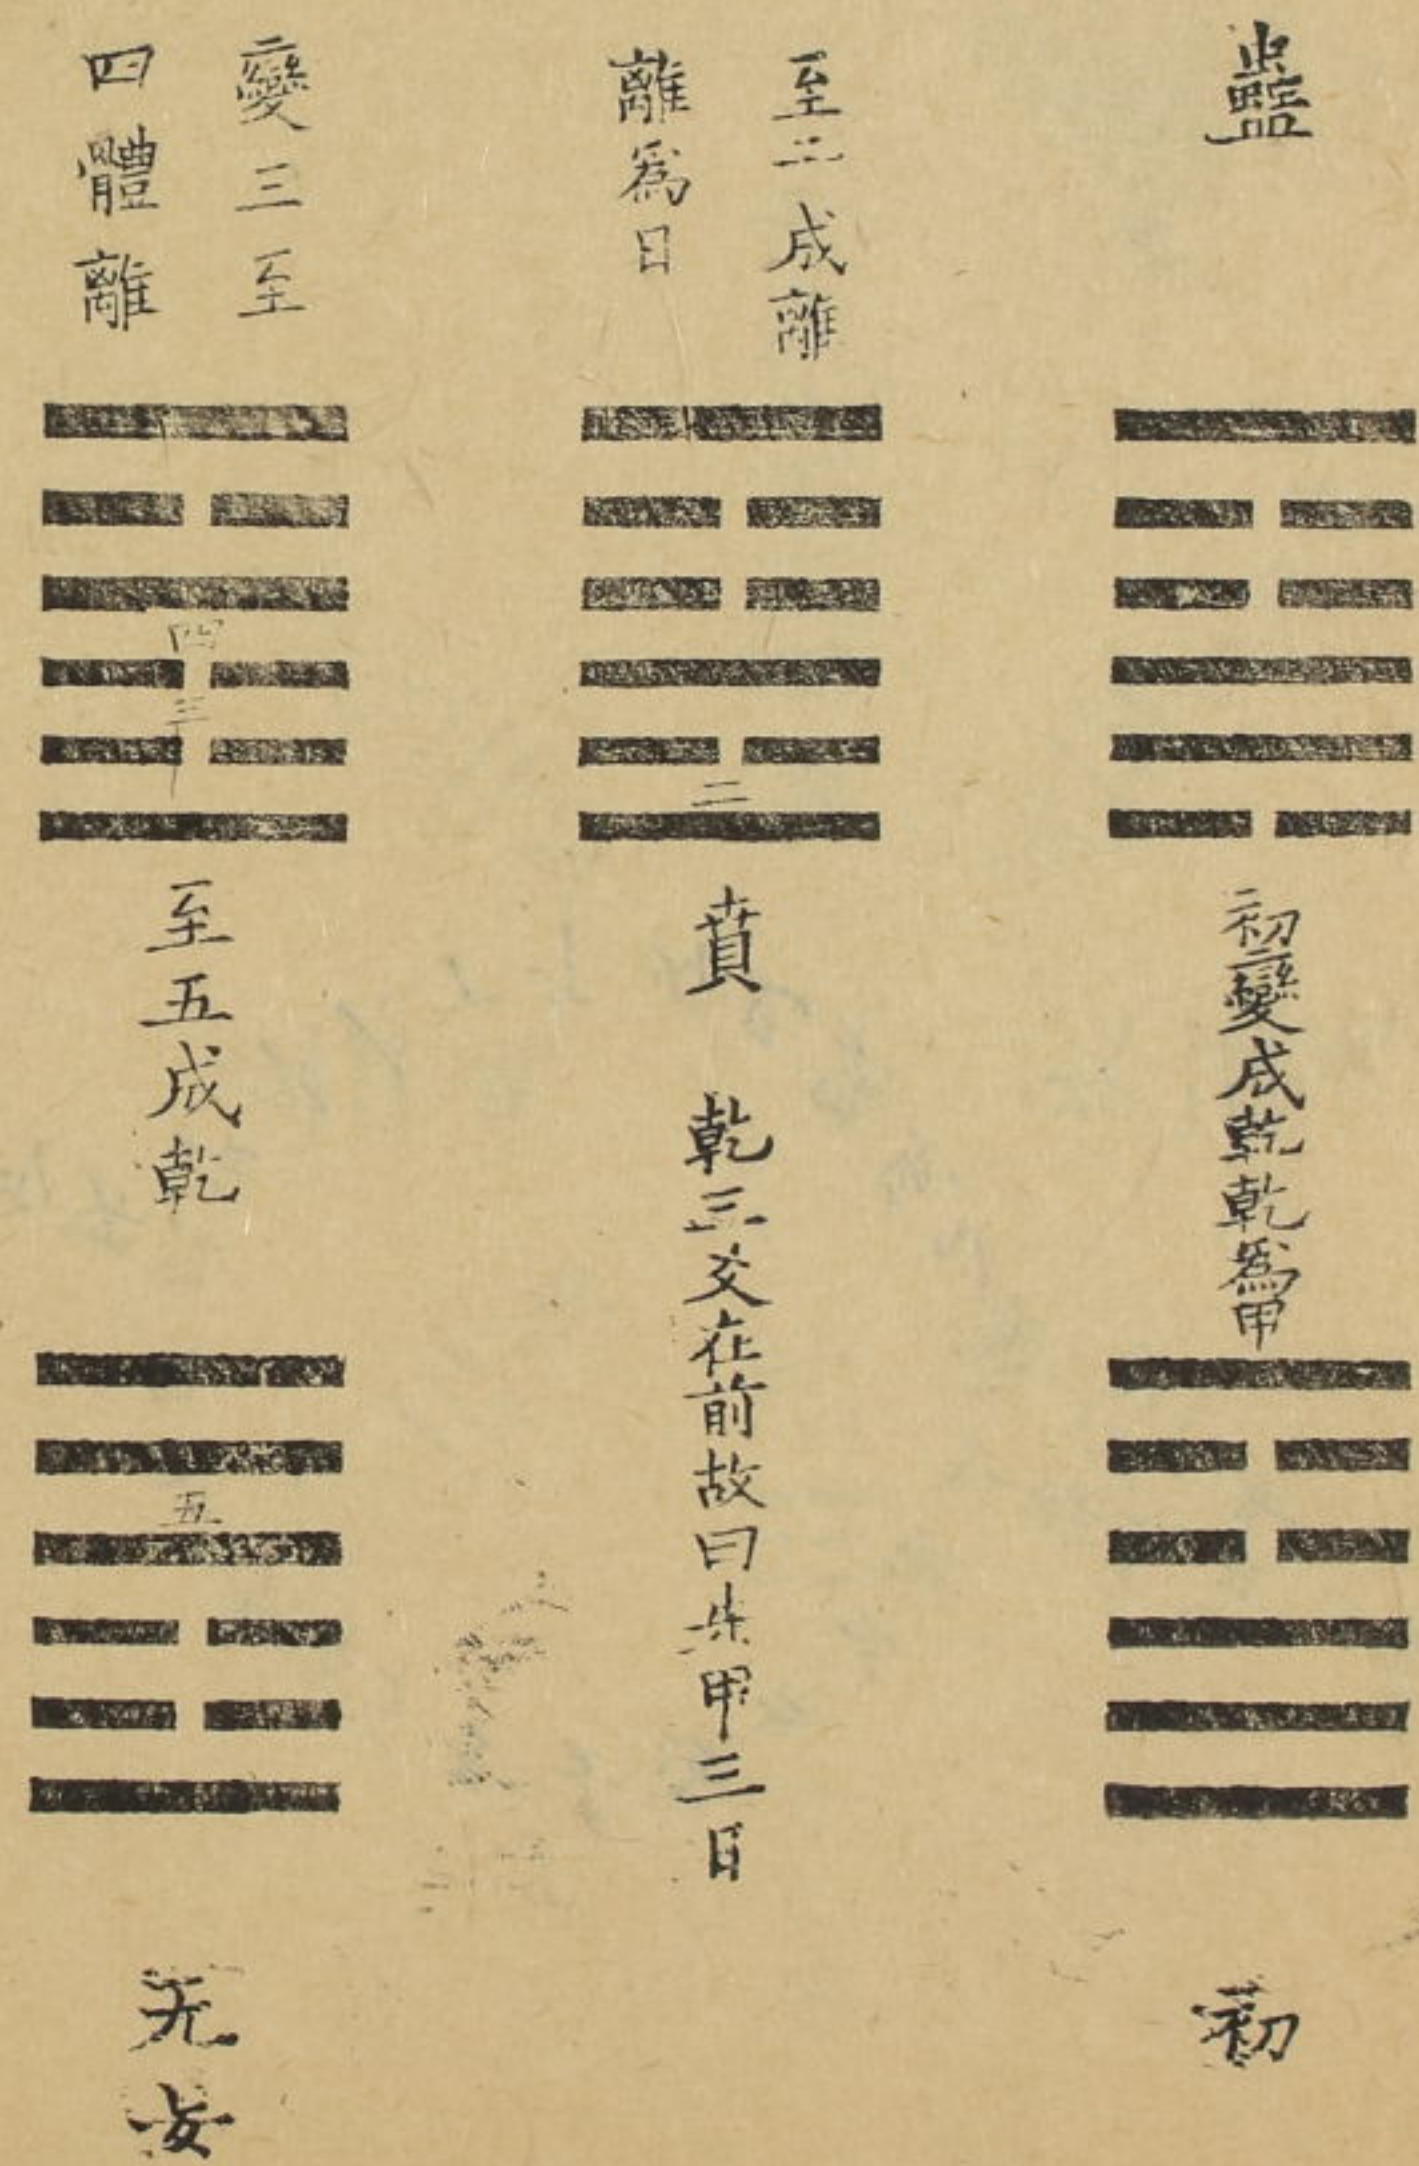 蠱
初變成乾乾爲甲
初
至二成離
離爲日
二
賁
乾三爻在前故曰先甲三日
變三至
四體離
四
三
至五成乾
五
无妄